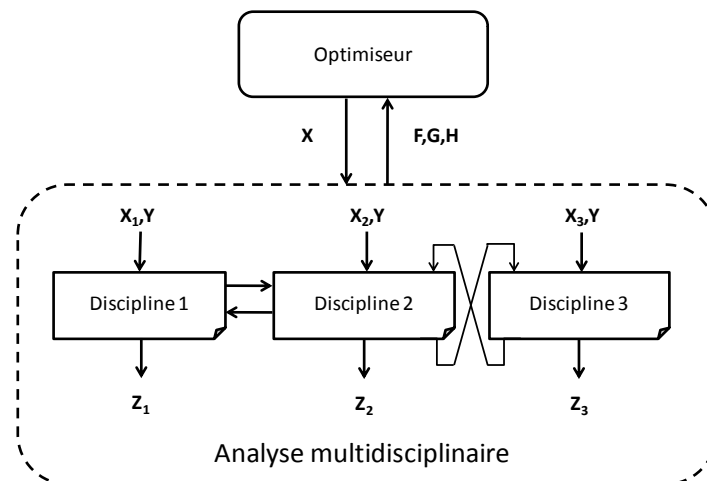 Optimiseur
X
F,G,H
X₁,Y
X₂,Y
X₃,Y
Discipline 1
Discipline 2
Discipline 3
Z₁
Z₂
Z₃
Analyse multidisciplinaire